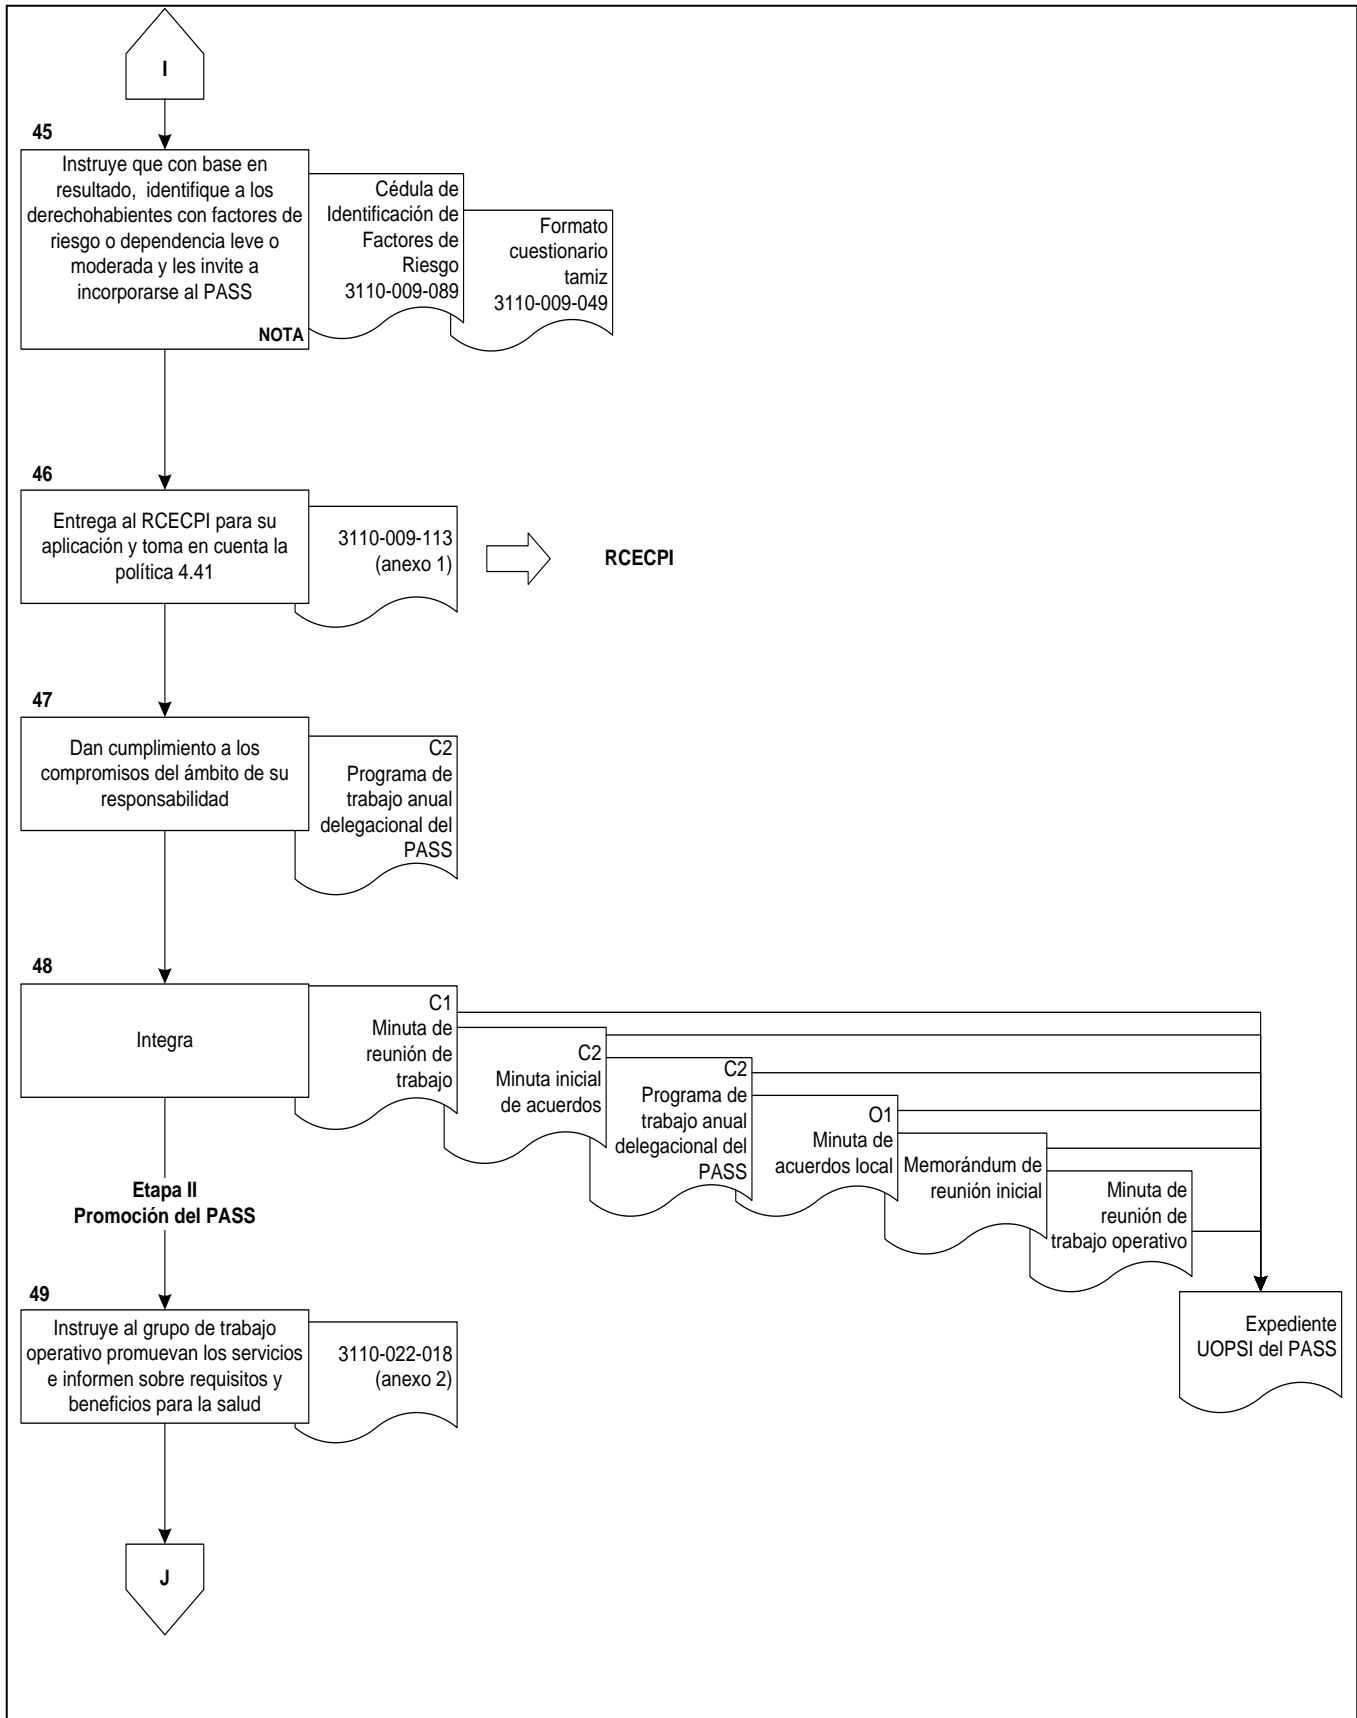 I
45
Instruye que con base en
resultado, identifique a los
derechohabientes con factores de
riesgo o dependencia leve o
moderada y les invite a
incorporarse al PASS
NOTA
Cédula de
Identificación de
Factores de
Riesgo
3110-009-089
Formato
cuestionario
tamiz
3110-009-049
46
Entrega al RCECPI para su
aplicación y toma en cuenta la
política 4.41
3110-009-113
(anexo 1)
RCECPI
47
Dan cumplimiento a los
compromisos del ámbito de su
responsabilidad
C2
Programa de
trabajo anual
delegacional del
PASS
48
Integra
C1
Minuta de
reunión de
trabajo
C2
Minuta inicial
de acuerdos
C2
Programa de
trabajo anual
delegacional del
PASS
O1
Minuta de
acuerdos local
Memorándum de
reunión inicial
Minuta de
reunión de
trabajo operativo
Expediente
UOPSI del PASS
Etapa II
Promoción del PASS
49
Instruye al grupo de trabajo
operativo promuevan los servicios
e informen sobre requisitos y
beneficios para la salud
3110-022-018
(anexo 2)
J